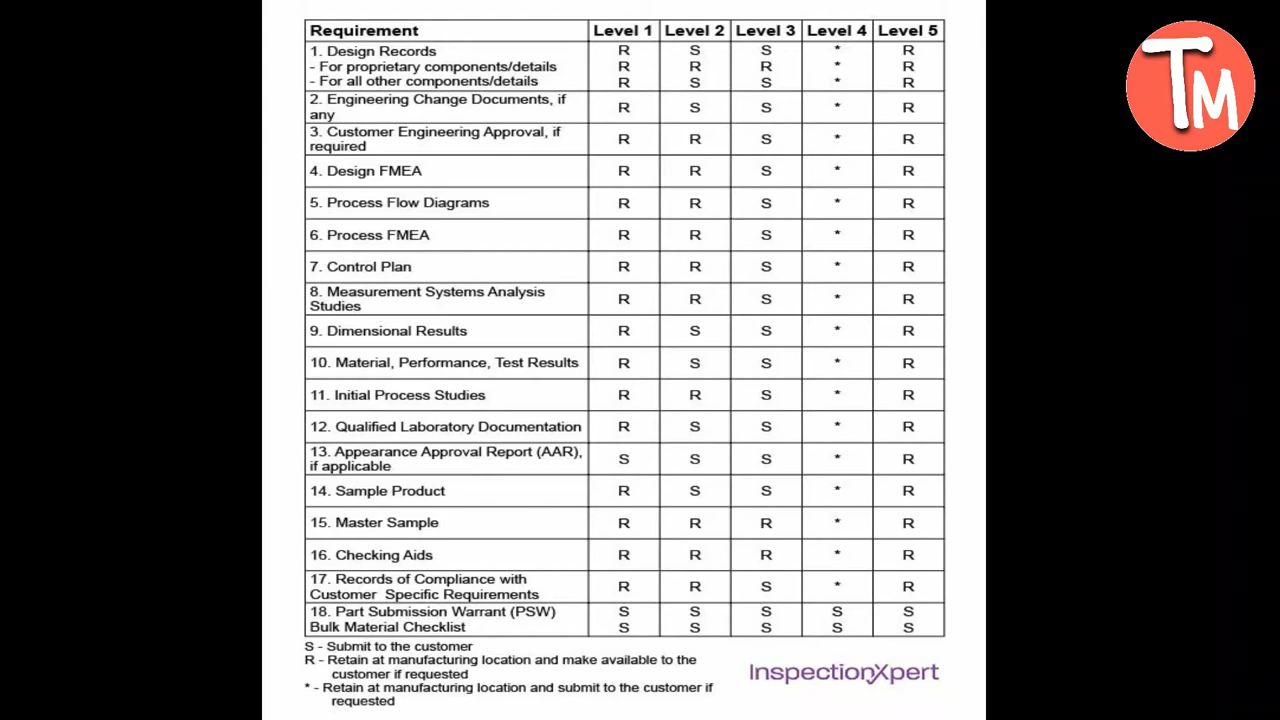 TM
Requirement Level 1 Level 2 Level 3 Level 4 Level 5
1. Design Records R S S * R
- For proprietary components/details R R R * R
- For all other components/details R S S * R
2. Engineering Change Documents, if
any R S S * R
3. Customer Engineering Approval, if
required R R S * R
4. Design FMEA R R S * R
5. Process Flow Diagrams R R S * R
6. Process FMEA R R S * R
7. Control Plan R R S * R
8. Measurement Systems Analysis
Studies R R S * R
9. Dimensional Results R S S * R
10. Material, Performance, Test Results R S S * R
11. Initial Process Studies R R S * R
12. Qualified Laboratory Documentation R S S * R
13. Appearance Approval Report (AAR),
if applicable S S S * R
14. Sample Product R S S * R
15. Master Sample R R R * R
16. Checking Aids R R R * R
17. Records of Compliance with
Customer Specific Requirements R R S * R
18. Part Submission Warrant (PSW) S S S S S
Bulk Material Checklist S S S S S
S - Submit to the customer
R - Retain at manufacturing location and make available to the
customer if requested
* - Retain at manufacturing location and submit to the customer if
requested
InspectionXpert